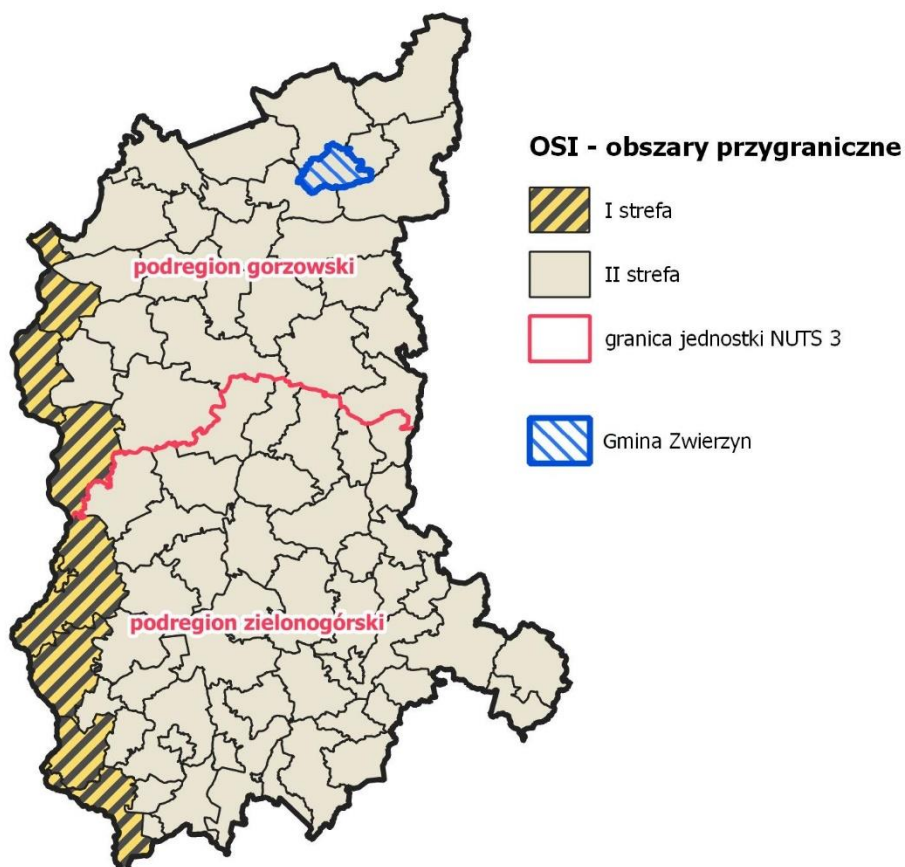 OSI - obszary przygraniczne
I strefa
II strefa
granica jednostki NUTS 3
Gmina Zwierzyn
podregion gorzowski
podregion zielonogórski